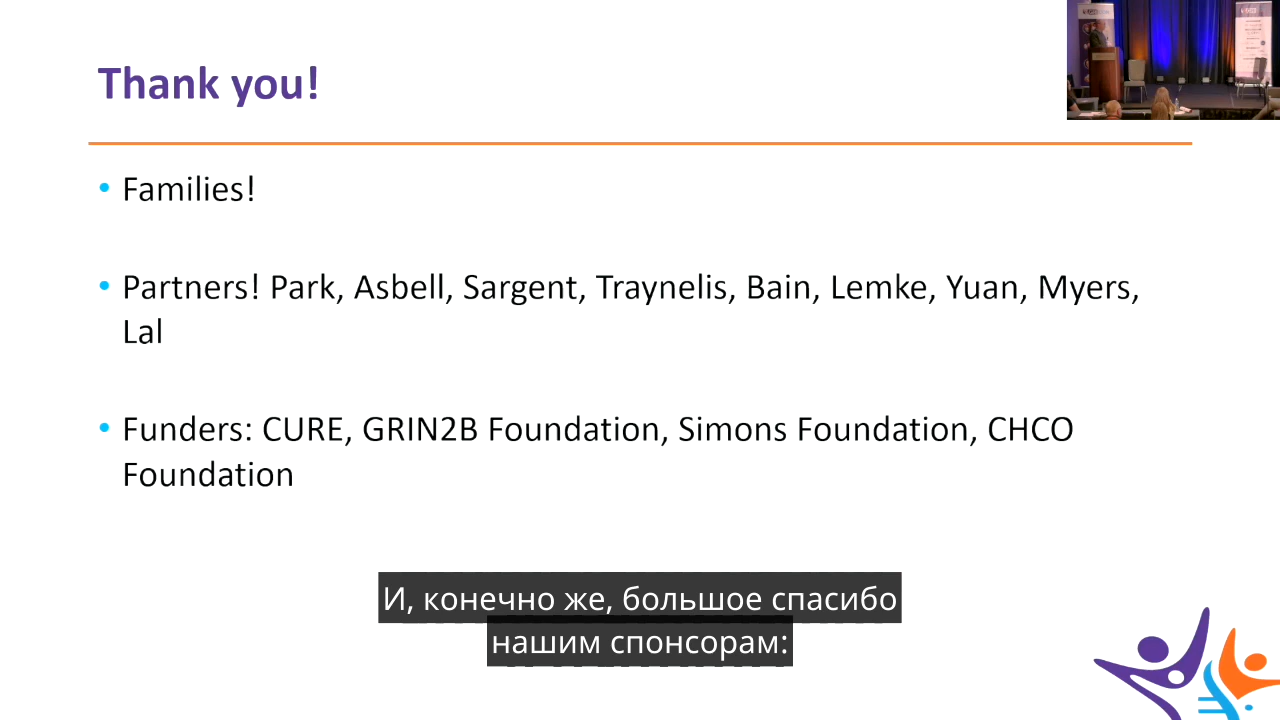 Thank you!
• Families!
• Partners! Park, Asbell, Sargent, Traynelis, Bain, Lemke, Yuan, Myers,
Lal
• Funders: CURE, GRIN2B Foundation, Simons Foundation, CHCO
Foundation
И, конечно же, большое спасибо
нашим спонсорам: